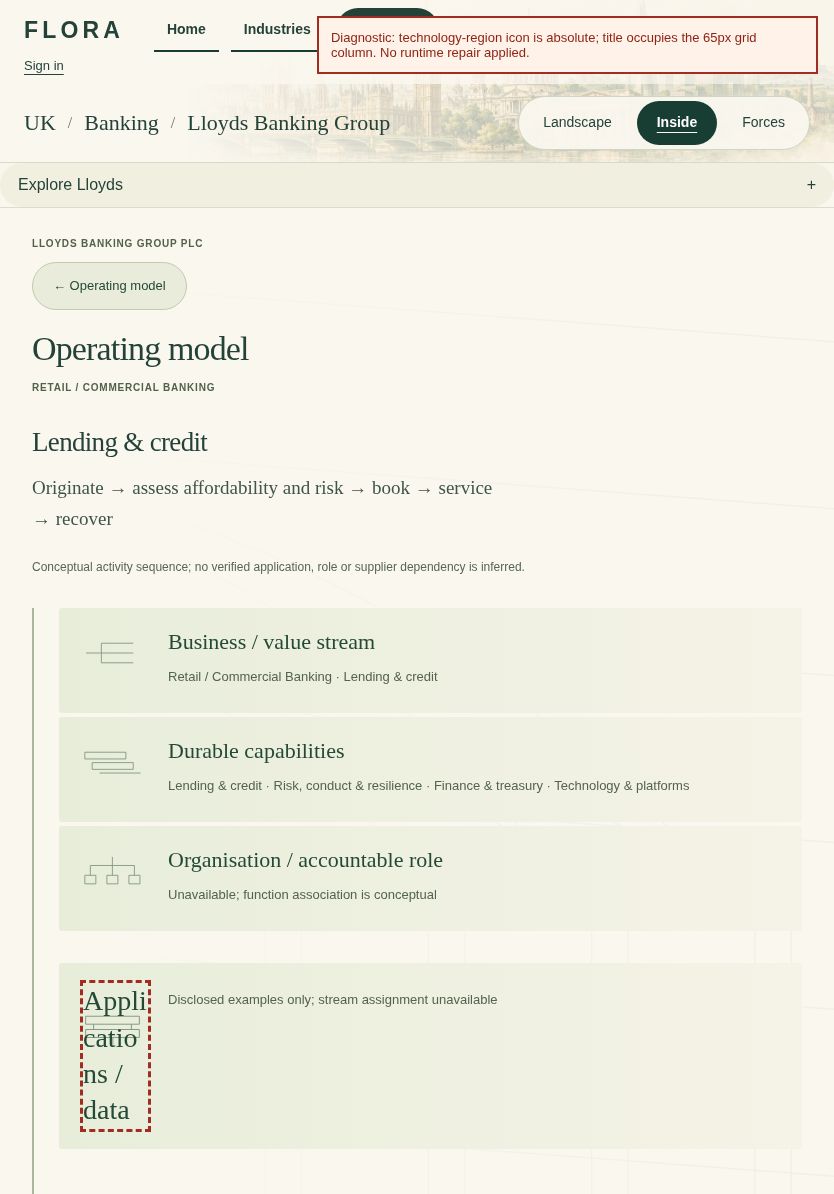 FLORA
Home
Industries
Diagnostic: technology-region icon is absolute; title occupies the 65px grid
column. No runtime repair applied.
Sign in
UK / Banking / Lloyds Banking Group
Landscape
Inside
Forces
Explore Lloyds
+
LLOYDS BANKING GROUP PLC
← Operating model
Operating model
RETAIL / COMMERCIAL BANKING
Lending & credit
Originate → assess affordability and risk → book → service
→ recover
Conceptual activity sequence; no verified application, role or supplier dependency is inferred.
Business / value stream
Retail / Commercial Banking · Lending & credit
Durable capabilities
Lending & credit · Risk, conduct & resilience · Finance & treasury · Technology & platforms
Organisation / accountable role
Unavailable; function association is conceptual
Appli
catio
ns /
data
Disclosed examples only; stream assignment unavailable